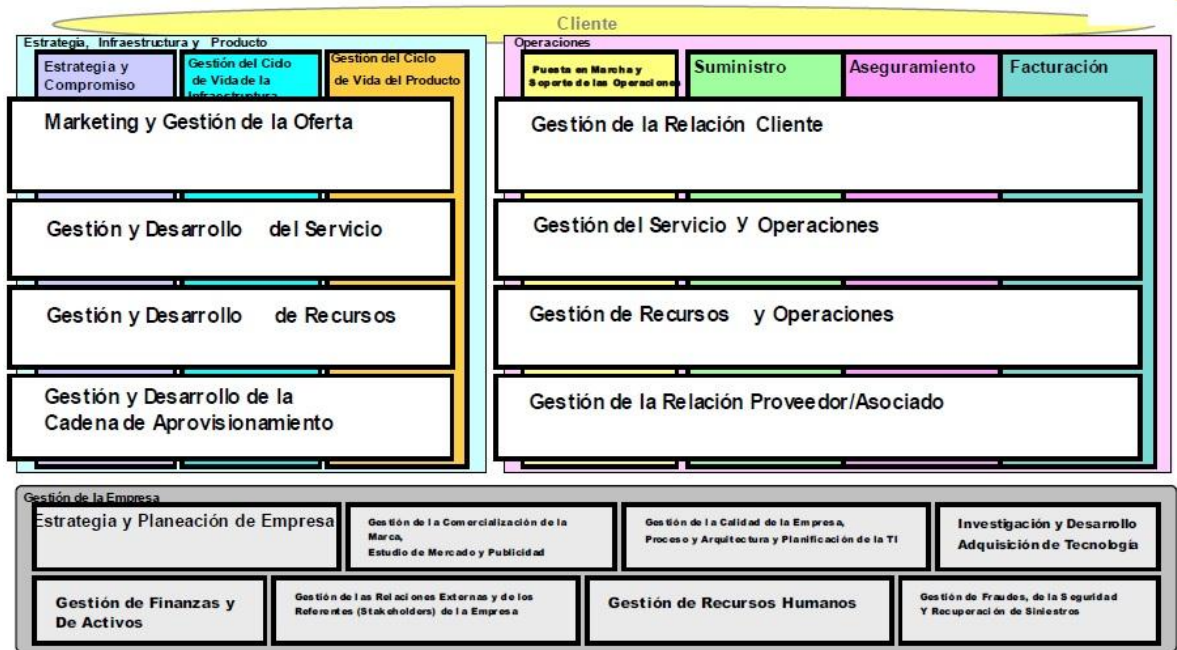 Cliente
Estrategia, Infraestructura y Producto
Estrategia y
Compromiso
Gestión del Ciclo
de Vida de la
Infraestructura
Gestión del Ciclo
de Vida del Producto
Marketing y Gestión de la Oferta
Gestión y Desarrollo del Servicio
Gestión y Desarrollo de Recursos
Gestión y Desarrollo de la
Cadena de Aprovisionamiento
Operaciones
Puesta en Marcha y
Soporte de las Operaciones
Suministro
Aseguramiento
Facturación
Gestión de la Relación Cliente
Gestión del Servicio Y Operaciones
Gestión de Recursos y Operaciones
Gestión de la Relación Proveedor/Asociado
Gestión de la Empresa
Estrategia y Planeación de Empresa
Gestión de la Comercialización de la
Marca,
Estudio de Mercado y Publicidad
Gestión de la Calidad de la Empresa,
Proceso y Arquitectura y Planificación de la TI
Investigación y Desarrollo
Adquisición de Tecnología
Gestión de Finanzas y
De Activos
Gestión de las Relaciones Externas y de los
Referentes (Stakeholders) de la Empresa
Gestión de Recursos Humanos
Gestión de Fraudes, de la Seguridad
Y Recuperación de Siniestros